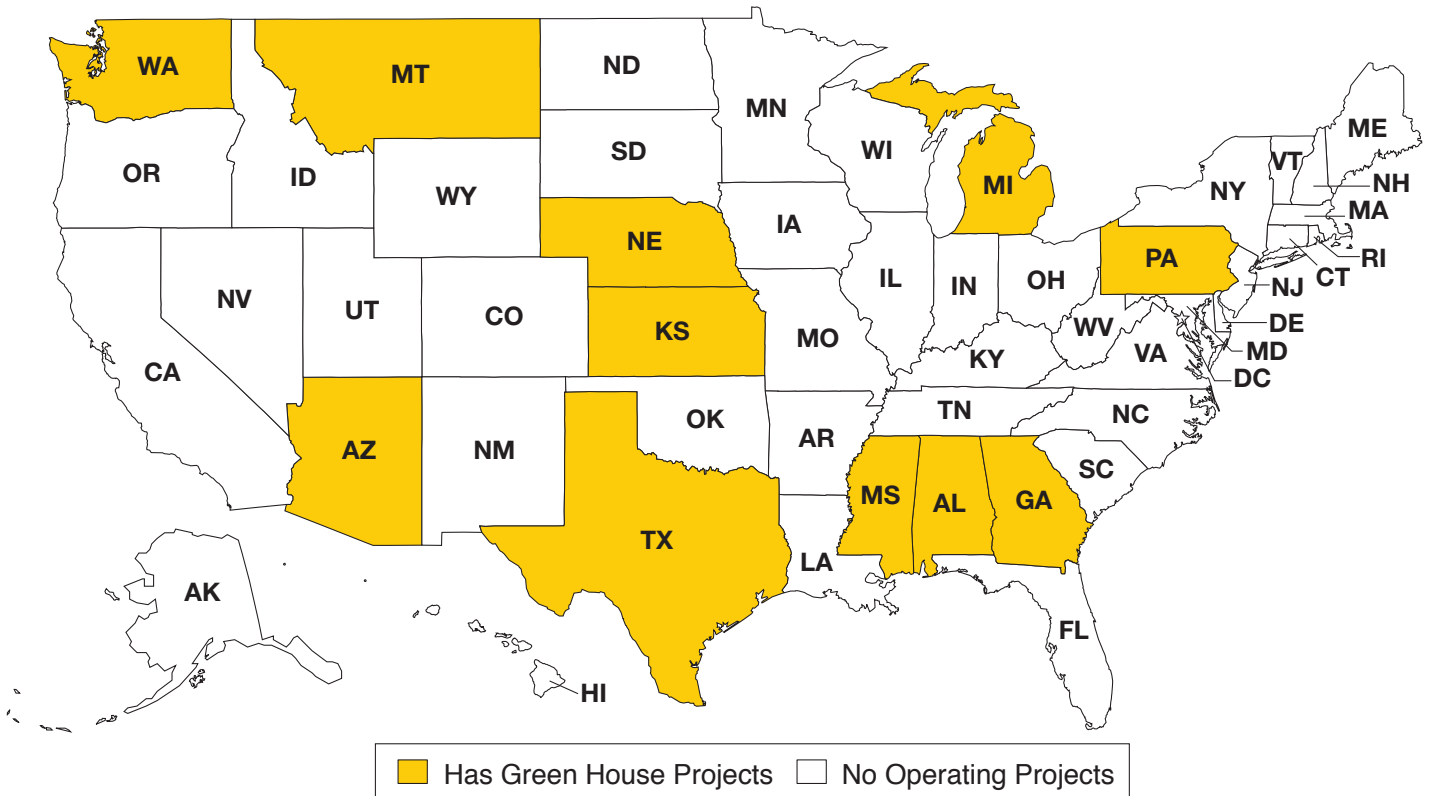 WA
MT
ND
MN
ME
OR
ID
SD
WI
VT
WY
MI
NY
NH
MA
IA
NE
PA
RI
CT
NV
UT
CO
IL
IN
OH
NJ
KS
MO
WV
DE
CA
KY
VA
MD
DC
OK
AR
TN
NC
AZ
NM
SC
MS
AL
GA
TX
LA
AK
FL
HI
Has Green House Projects
No Operating Projects